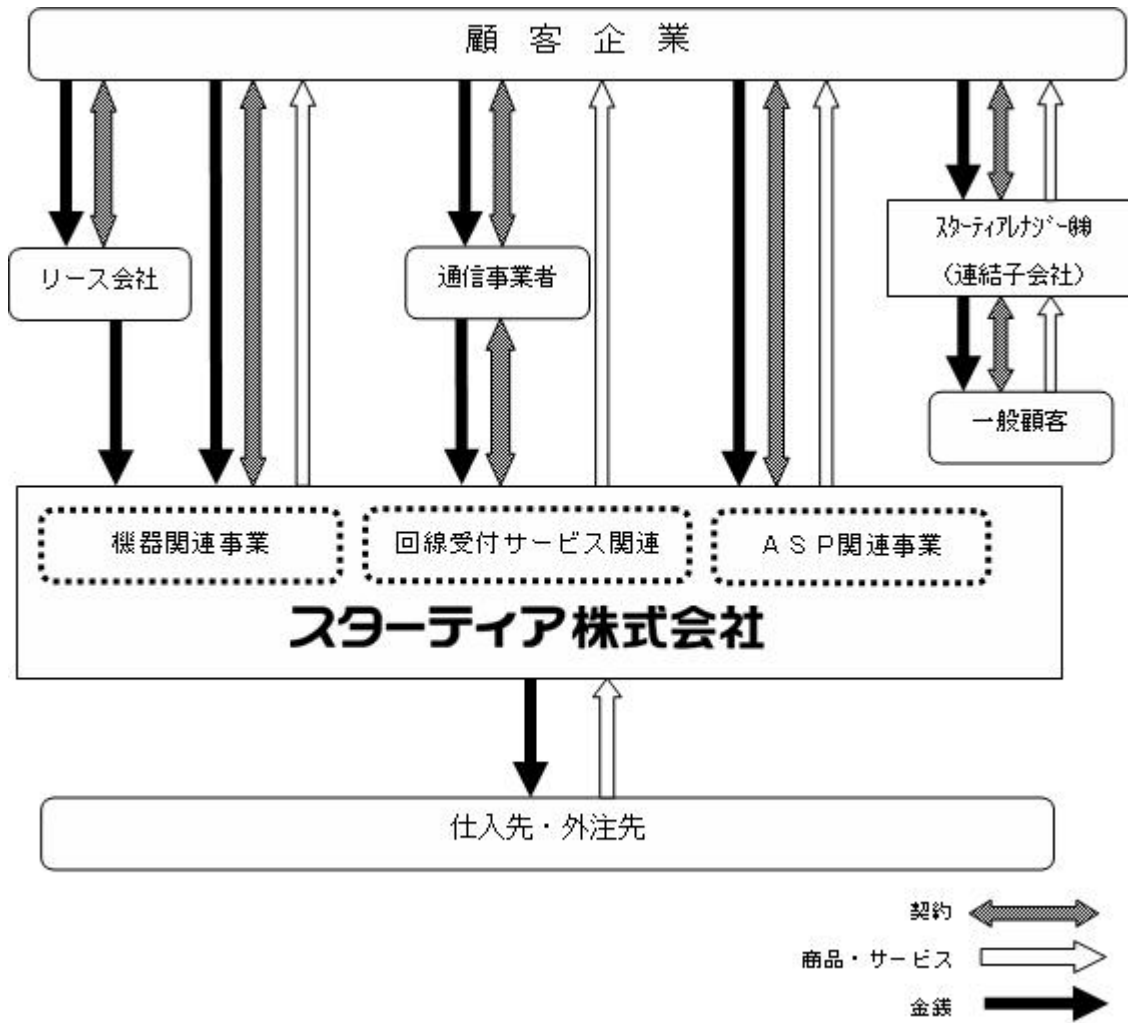 顧客企業
リース会社
通信事業者
スターティアレナジー㈱
(連結子会社)
一般顧客
機器関連事業
回線受付サービス関連
ASP関連事業
スターティア株式会社
仕入先・外注先
契約
商品・サービス
金銭